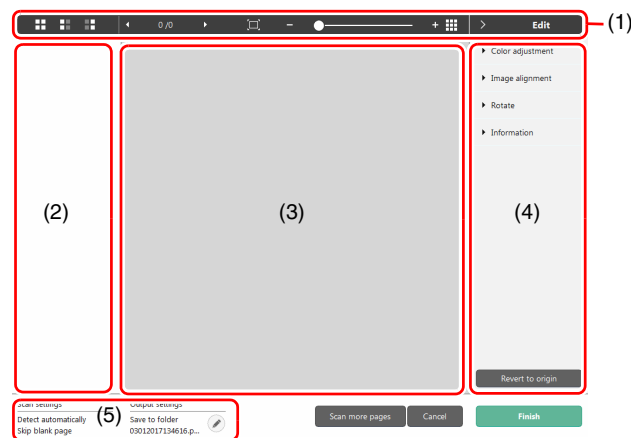 0 /0
Edit
(1)
Color adjustment
Image alignment
Rotate
Information
(2)
(3)
(4)
Revert to origin
Scan settings
Output settings
(5)
Detect automatically
Skip blank page
Save to folder
03012017134616.p...
Scan more pages
Cancel
Finish